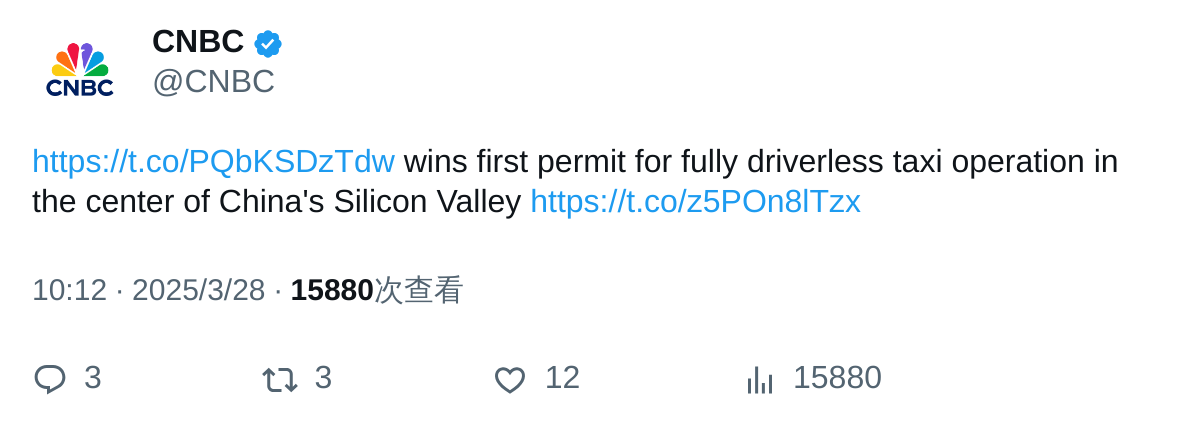 CNBC
CNBC
@CNBC
https://t.co/PQbKSDzTdw wins first permit for fully driverless taxi operation in
the center of China's Silicon Valley https://t.co/z5POn8lTzx
10:12 · 2025/3/28 · 15880次查看
3 3 12 15880